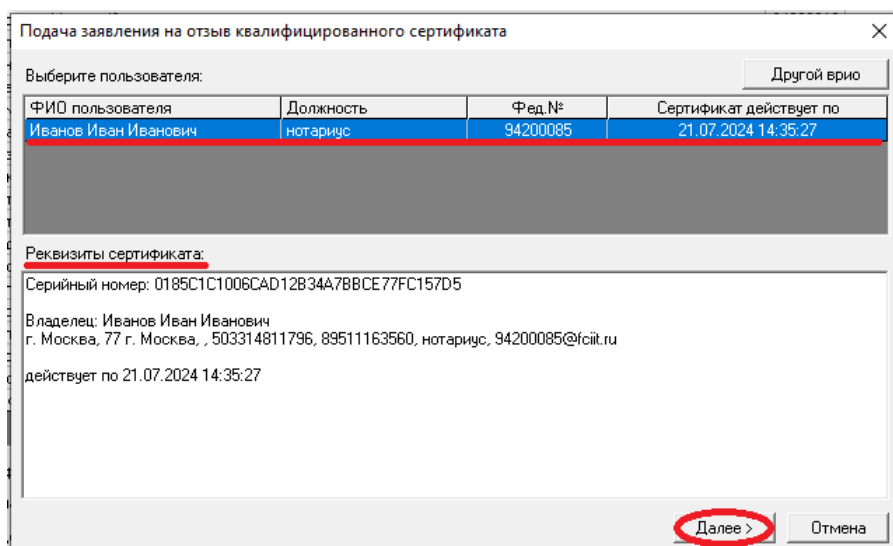 Подача заявления на отзыв квалифицированного сертификата
Выберите пользователя:
Другой врио
ФИО пользователя Должность Фед.№ Сертификат действует по
Иванов Иван Иванович нотариус 94200085 21.07.2024 14:35:27
Реквизиты сертификата:
Серийный номер: 0185C1C1006CAD12B34A7BBCE77FC157D5
Владелец: Иванов Иван Иванович
г. Москва, 77 г. Москва, , 503314811796, 89511163560, нотариус, 94200085@fciit.ru
действует по 21.07.2024 14:35:27
Далее >
Отмена